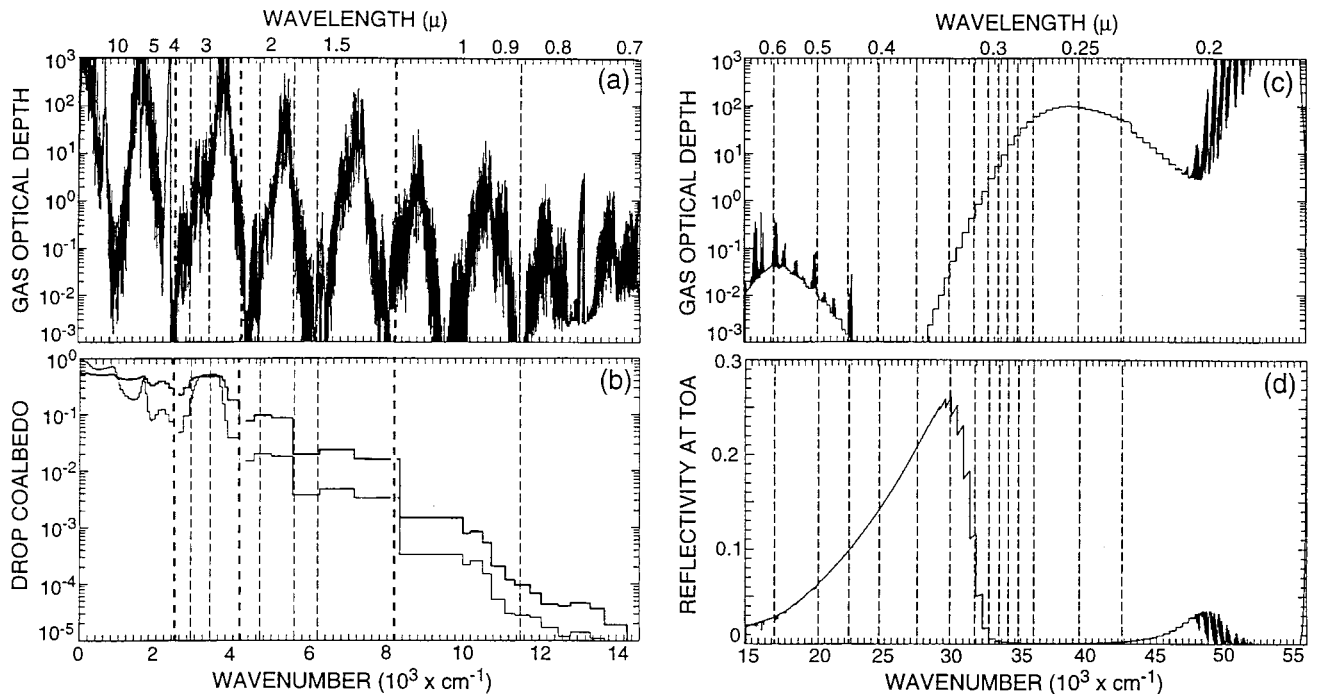 WAVELENGTH (μ)
10 5 4 3 2 1.5 1 0.9 0.8 0.7
GAS OPTICAL DEPTH
10³
10²
10¹
10⁰
10⁻¹
10⁻²
10⁻³
(a)
DROP COALBEDO
10⁰
10⁻¹
10⁻²
10⁻³
10⁻⁴
10⁻⁵
(b)
0 2 4 6 8 10 12 14
WAVENUMBER (10³ x cm⁻¹)
WAVELENGTH (μ)
0.6 0.5 0.4 0.3 0.25 0.2
GAS OPTICAL DEPTH
10³
10²
10¹
10⁰
10⁻¹
10⁻²
10⁻³
(c)
REFLECTIVITY AT TOA
0.3
0.2
0.1
0
(d)
15 20 25 30 35 40 45 50 55
WAVENUMBER (10³ x cm⁻¹)